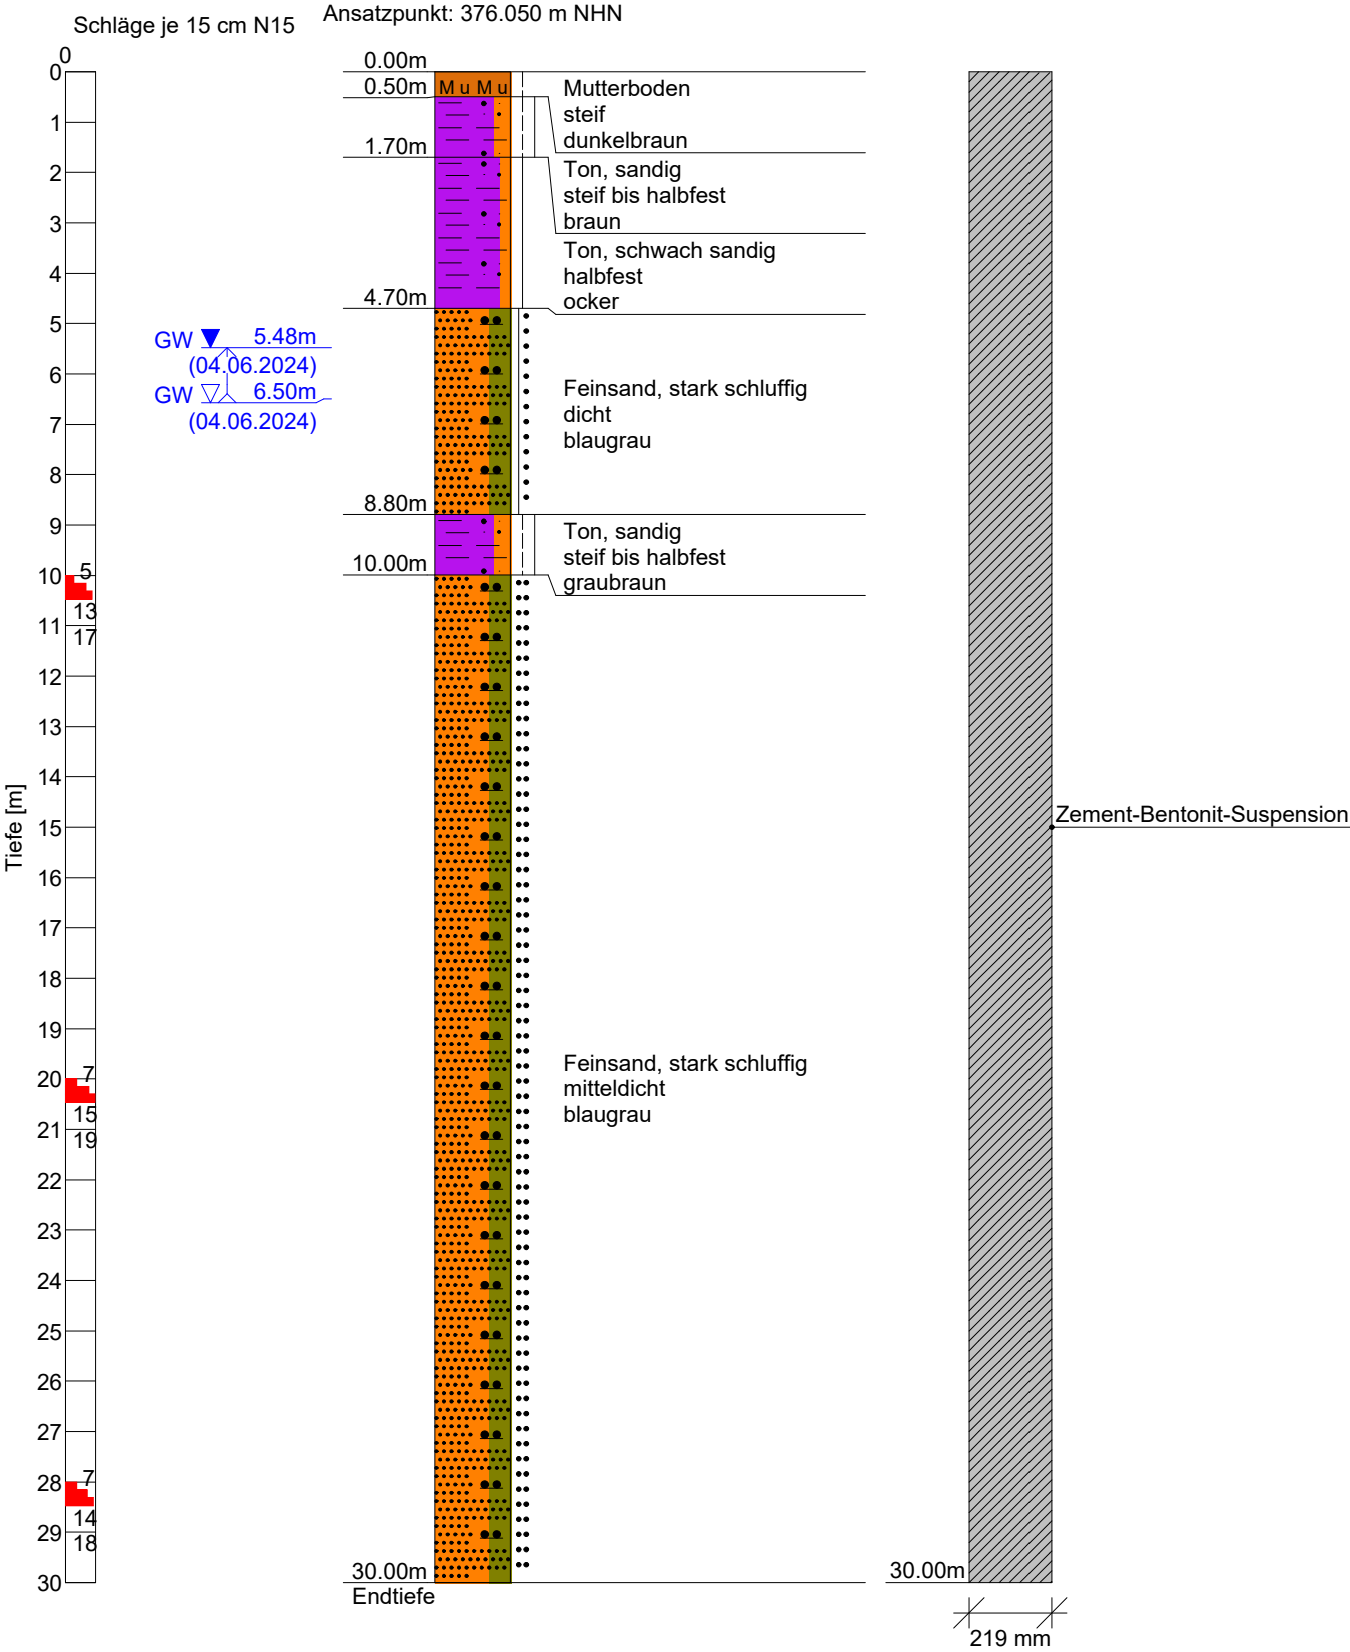 Ansatzpunkt: 376.050 m NHN
Schläge je 15 cm N15
0
0
1
2
3
4
5
6
7
8
9
10
11
12
13
14
15
16
17
18
19
20
21
22
23
24
25
26
27
28
29
30
Tiefe [m]
5
13
17
7
15
19
7
14
18
GW 5.48m
(04.06.2024)
GW 6.50m
(04.06.2024)
0.00m
0.50m
1.70m
4.70m
8.80m
10.00m
30.00m
Endtiefe
M u M u
Mutterboden
steif
dunkelbraun
Ton, sandig
steif bis halbfest
braun
Ton, schwach sandig
halbfest
ocker
Feinsand, stark schluffig
dicht
blaugrau
Ton, sandig
steif bis halbfest
graubraun
Feinsand, stark schluffig
mitteldicht
blaugrau
Zement-Bentonit-Suspension
30.00m
219 mm